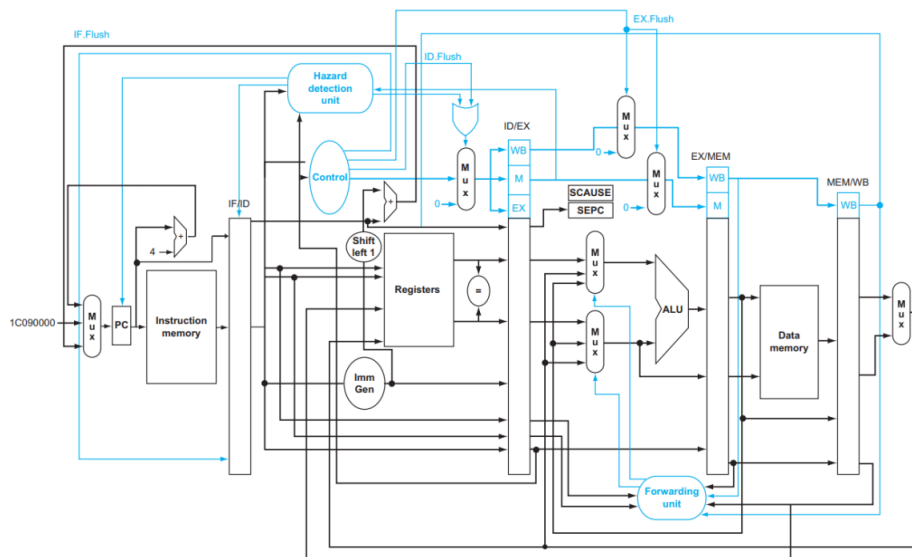 IF.Flush
EX.Flush
ID.Flush
Hazard
detection
unit
ID/EX
M
u
x
WB
0
Control
M
u
x
M
0
EX
M
u
x
0
EX/MEM
WB
M
MEM/WB
WB
SCAUSE
SEPC
IF/ID
+
4
+
Shift
left 1
1C090000
M
u
x
PC
Instruction
memory
Registers
=
M
u
x
ALU
M
u
x
Data
memory
M
u
x
Imm
Gen
Forwarding
unit